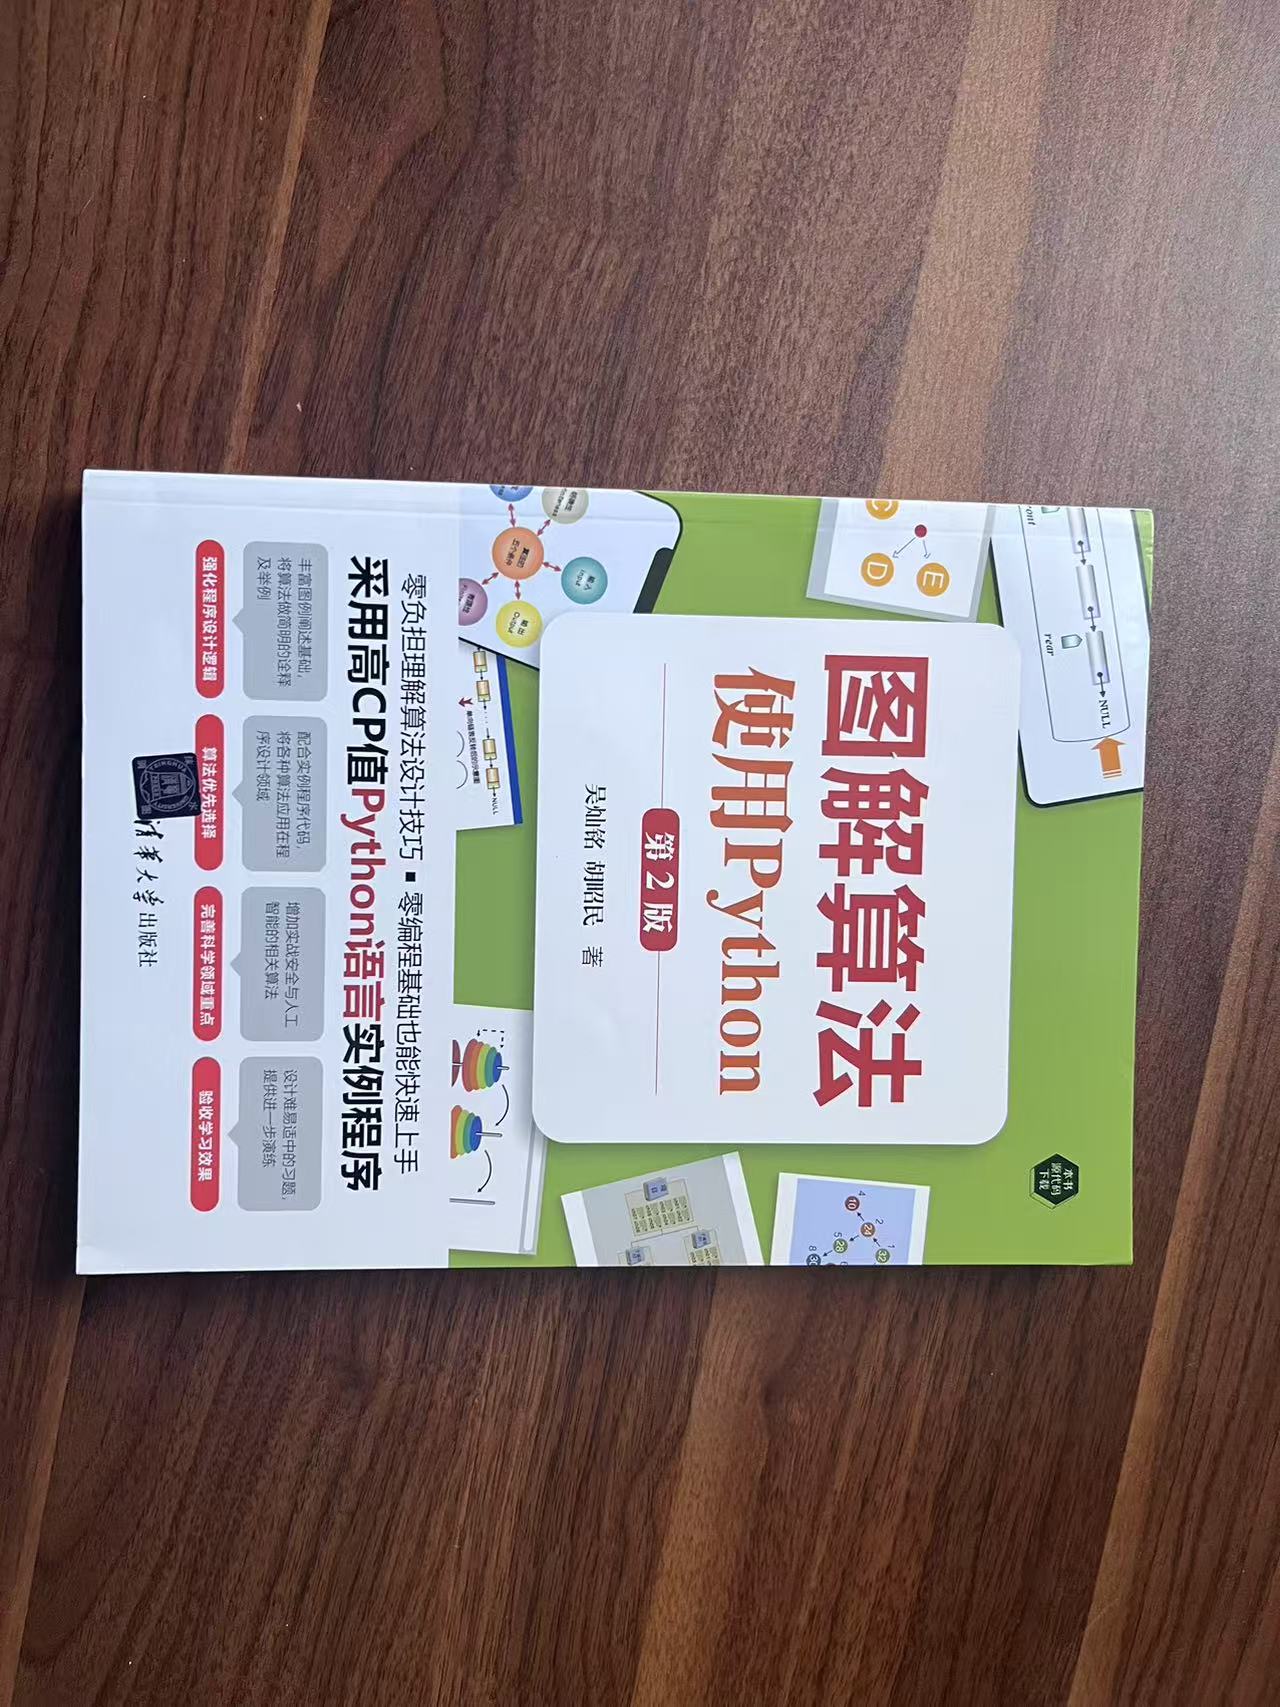 NULL
rear
ont
本书
源代码
下载
E
C
D
图解算法
使用Python
第2版
吴灿铭 胡昭民 著
1
32
2
24
4
10
5
28
8
30
输入
Input
算法的
五个条件
输出
Output
有限性
NULL
单向链表反转后的示意图
零负担理解算法设计技巧 ▪ 零编程基础也能快速上手
采用高CP值Python语言实例程序
丰富图例阐述基础，
将算法做简明的诠释
及举例
强化程序设计逻辑
配合实例程序代码，
将各种算法应用在程
序设计领域
算法优先选择
增加实战安全与人工
智能的相关算法
完善科学领域重点
设计难易适中的习题，
提供进一步演练
验收学习效果
清华大学出版社